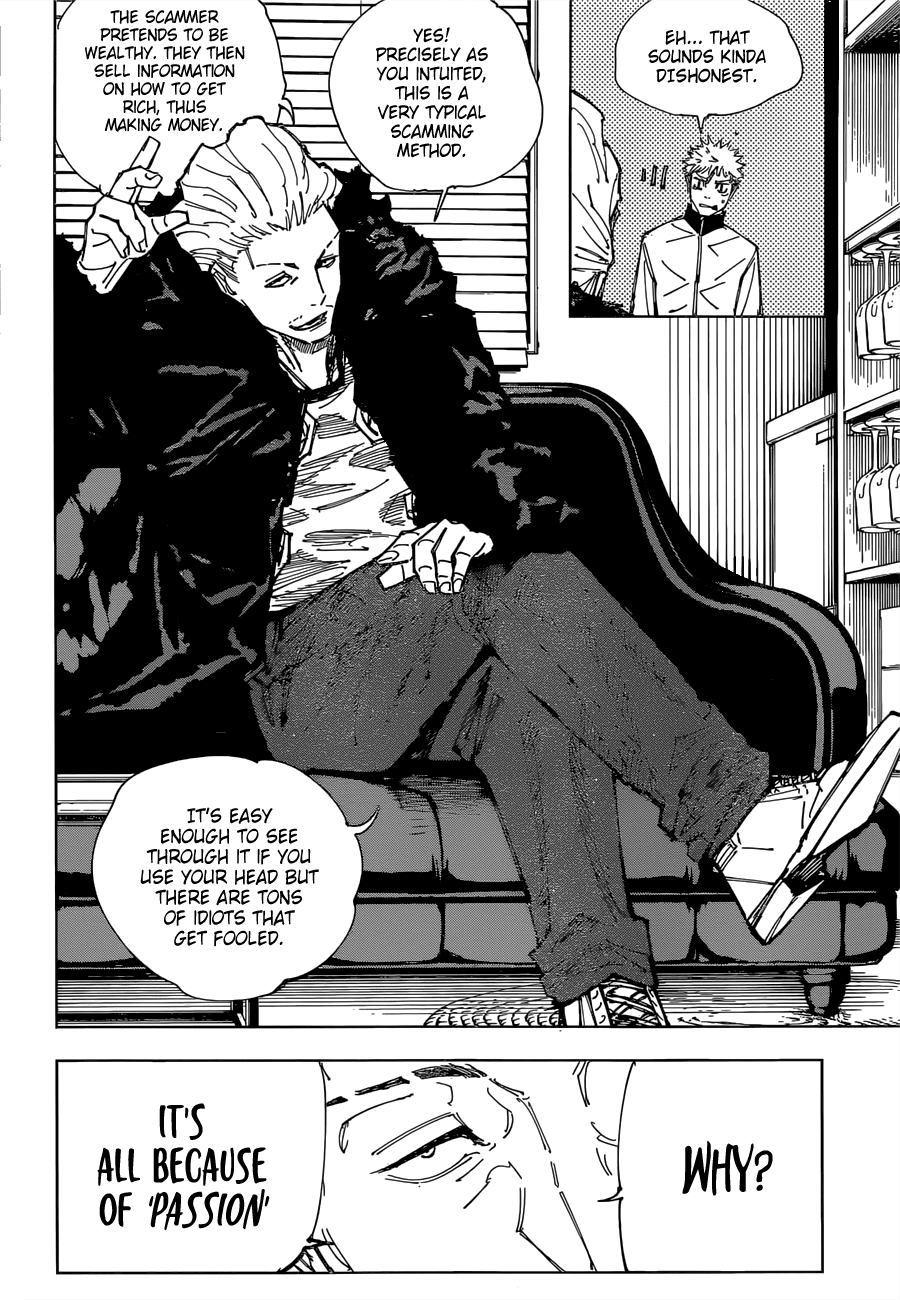 EH... THAT
SOUNDS KINDA
DISHONEST.
YES!
PRECISELY AS
YOU INTUITED,
THIS IS A
VERY TYPICAL
SCAMMING
METHOD.
THE SCAMMER
PRETENDS TO BE
WEALTHY. THEY THEN
SELL INFORMATION
ON HOW TO GET
RICH, THUS
MAKING MONEY.
IT'S EASY
ENOUGH TO SEE
THROUGH IT IF YOU
USE YOUR HEAD BUT
THERE ARE TONS
OF IDIOTS THAT
GET FOOLED.
WHY?
IT'S
ALL BECAUSE
OF 'PASSION'